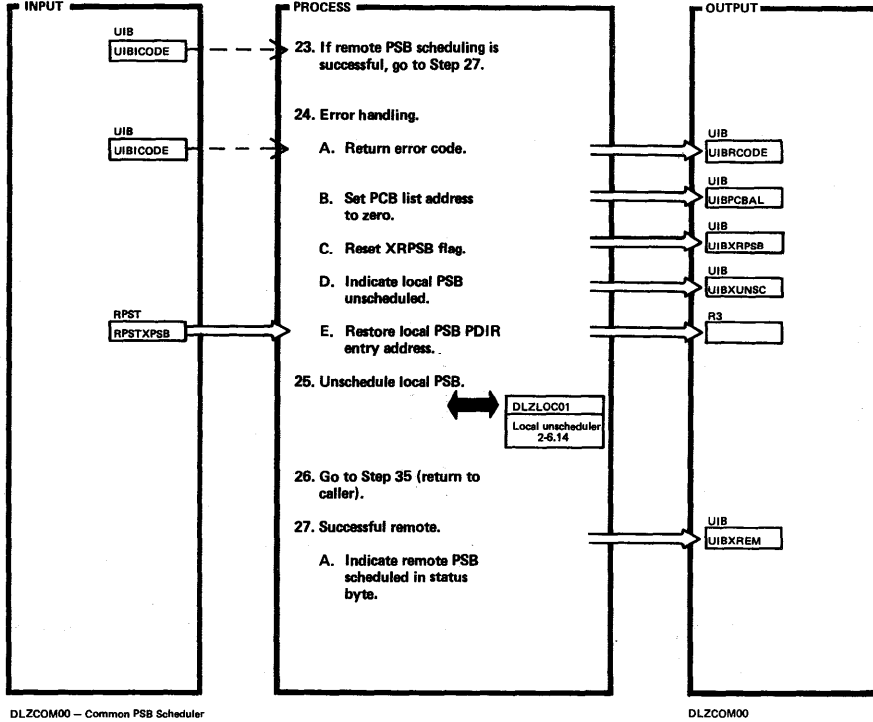 INPUT
PROCESS
OUTPUT
UIB
UIBICODE
23. If remote PSB scheduling is
successful, go to Step 27.
24. Error handling.
UIB
UIBICODE
A. Return error code.
UIB
UIBRCODE
B. Set PCB list address
to zero.
UIB
UIBPCBAL
C. Reset XRPSB flag.
UIB
UIBXRPSB
D. Indicate local PSB
unscheduled.
UIB
UIBXUNSC
RPST
RPSTXPSB
E. Restore local PSB PDIR
entry address.
R3
25. Unschedule local PSB.
DLZLOC01
Local unscheduler
2-6.14
26. Go to Step 35 (return to
caller).
27. Successful remote.
UIB
UIBXREM
A. Indicate remote PSB
scheduled in status
byte.
DLZCOM00 – Common PSB Scheduler
DLZCOM00